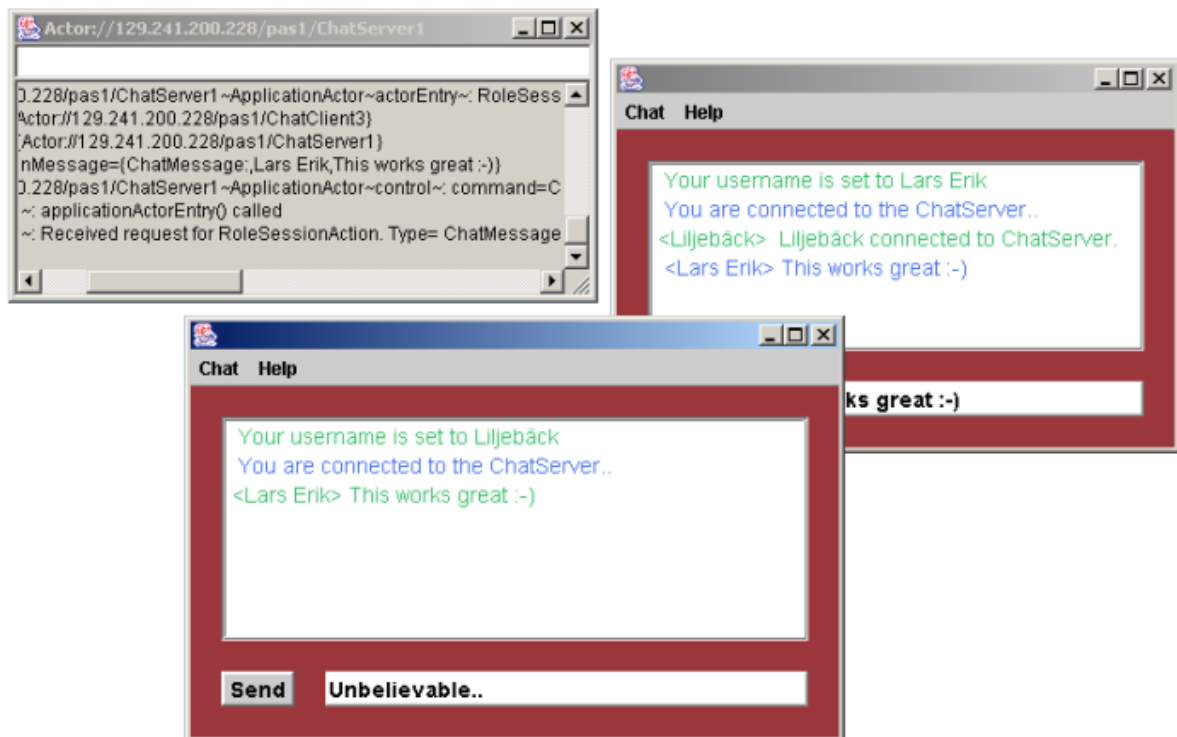 Actor://129.241.200.228/pas1/ChatServer1
0.228/pas1/ChatServer1 ~ApplicationActor~actorEntry~: RoleSess
Actor://129.241.200.228/pas1/ChatClient3}
{Actor://129.241.200.228/pas1/ChatServer1}
nMessage={ChatMessage:,Lars Erik,This works great :-)}
0.228/pas1/ChatServer1 ~ApplicationActor~control~: command=C
~: applicationActorEntry() called
~: Received request for RoleSessionAction. Type= ChatMessage
Chat Help
Your username is set to Lars Erik
You are connected to the ChatServer..
<Liljebäck> Liljebäck connected to ChatServer.
<Lars Erik> This works great :-)
ks great :-)
Chat Help
Your username is set to Liljebäck
You are connected to the ChatServer..
<Lars Erik> This works great :-)
Send Unbelievable..